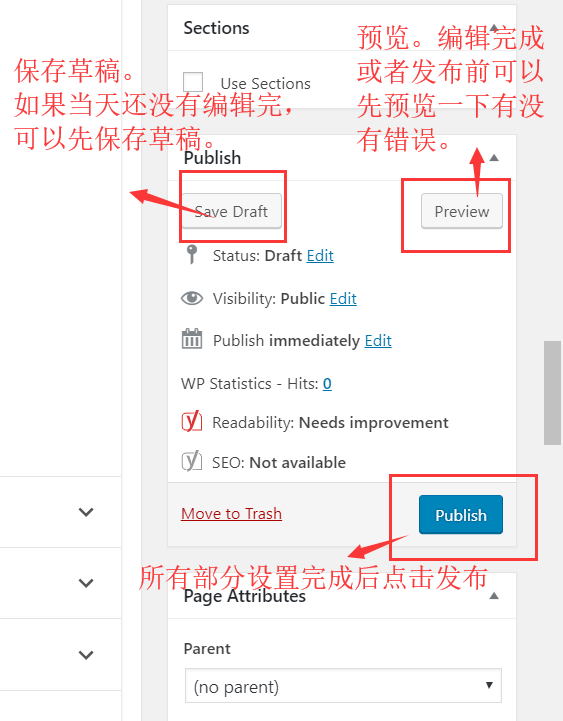 Sections
预览。编辑完成
或者发布前可以
先预览一下有没
有错误。
保存草稿。
如果当天还没有编辑完，
可以先保存草稿。
Use Sections
Publish
Save Draft
Preview
Status: Draft Edit
Visibility: Public Edit
Publish immediately Edit
WP Statistics - Hits: 0
Readability: Needs improvement
SEO: Not available
Move to Trash
Publish
所有部分设置完成后点击发布
Page Attributes
Parent
(no parent)